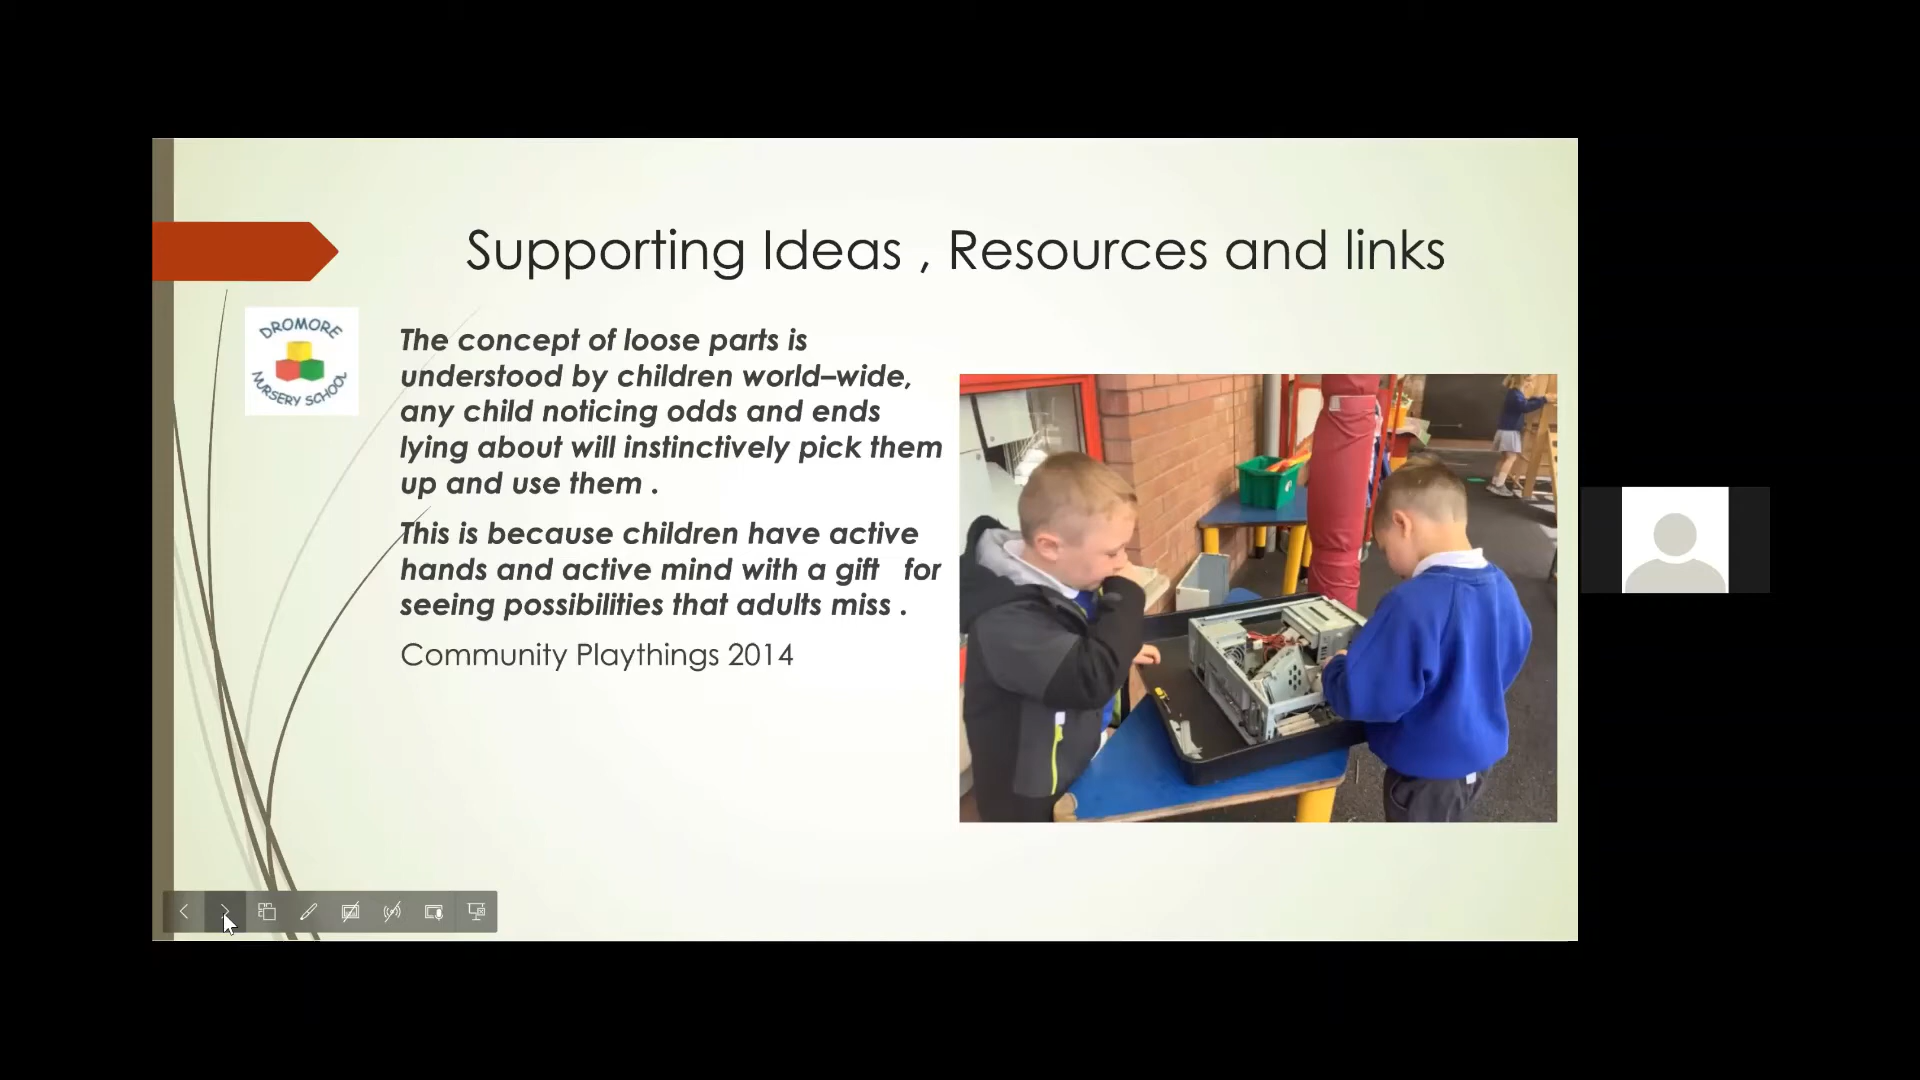 Supporting Ideas , Resources and links
DROMORE
NURSERY SCHOOL
The concept of loose parts is
understood by children world–wide,
any child noticing odds and ends
lying about will instinctively pick them
up and use them .
This is because children have active
hands and active mind with a gift   for
seeing possibilities that adults miss .
Community Playthings 2014